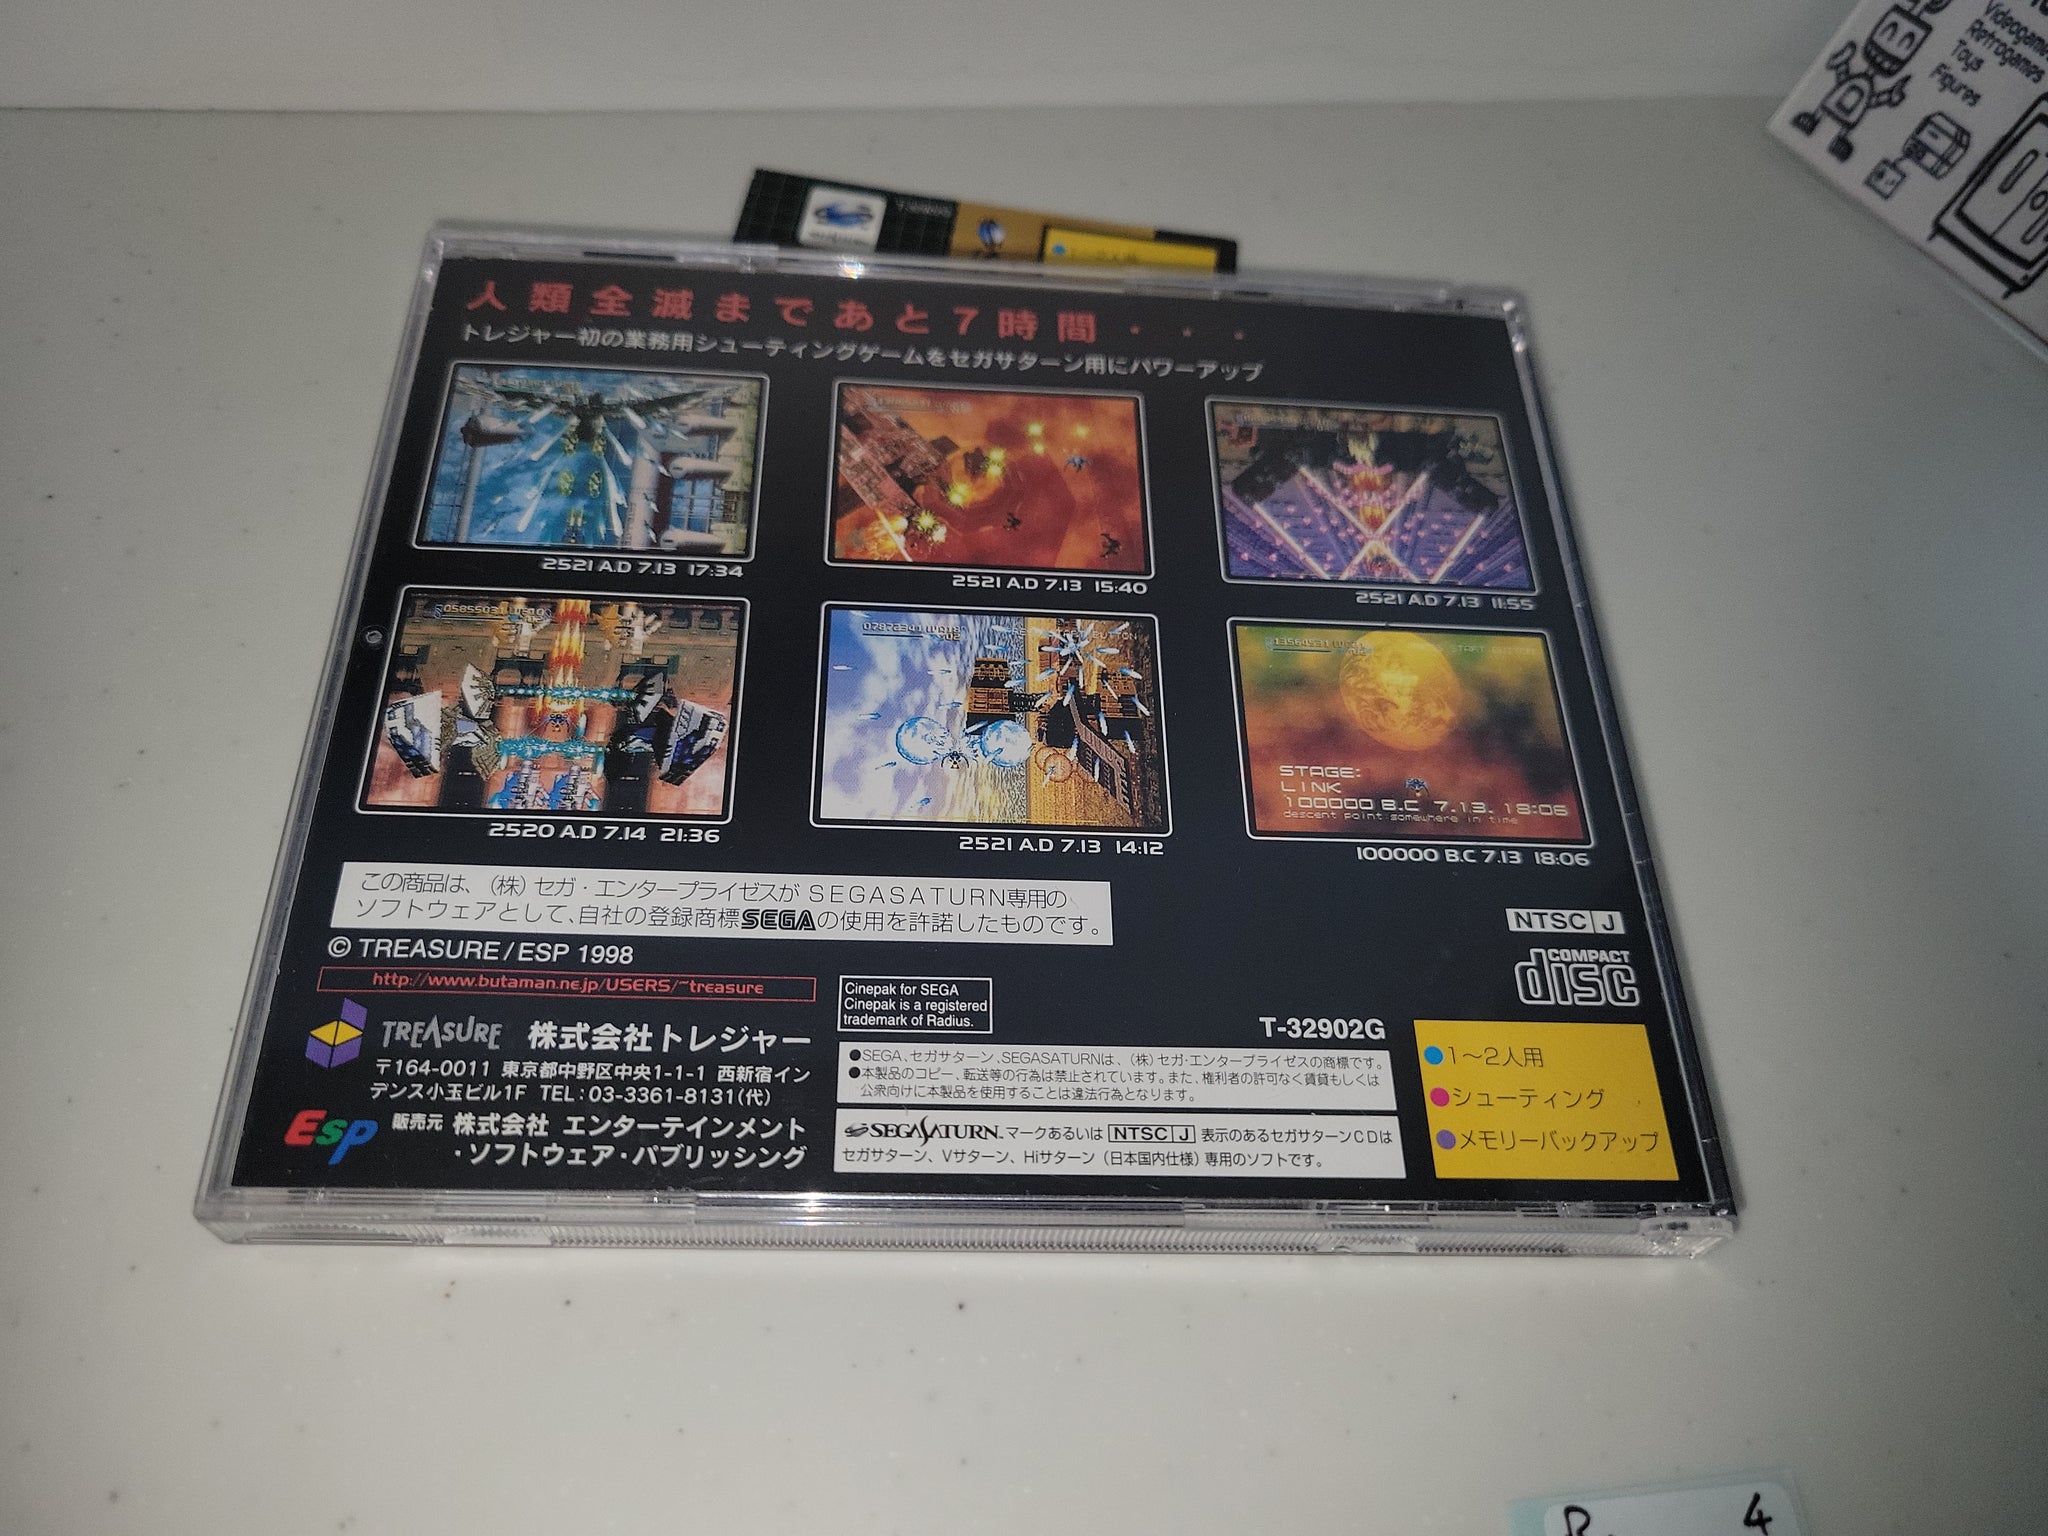 Videogame
Retrogames
Toys
Figures
人類全滅まであと7時間・・・
トレジャー初の業務用シューティングゲームをセガサターン用にパワーアップ
2521 A.D 7.13 17:34
2521 A.D 7.13 15:40
2521 A.D 7.13 11:55
STAGE:
LINK
100000 B.C 7.13. 18:06
descent point:somewhere in time
2520 A.D 7.14 21:36
2521 A.D 7.13 14:12
100000 B.C 7.13 18:06
この商品は、(株)セガ・エンタープライゼスがSEGASATURN専用の
ソフトウェアとして、自社の登録商標SEGAの使用を許諾したものです。
NTSC J
© TREASURE/ESP 1998
COMPACT
disc
http://www.butaman.ne.jp/USERS/~treasure
Cinepak for SEGA
Cinepak is a registered
trademark of Radius.
T-32902G
TREASURE 株式会社トレジャー
〒164-0011 東京都中野区中央1-1-1 西新宿イン
デンス小玉ビル1F TEL:03-3361-8131(代)
Esp 販売元 株式会社 エンターテインメント
・ソフトウェア・パブリッシング
●SEGA、セガサターン、SEGASATURNは、(株)セガ・エンタープライゼスの商標です。
●本製品のコピー、転送等の行為は禁止されています。また、権利者の許可なく賃貸もしくは
公衆向けに本製品を使用することは違法行為となります。
SEGASATURN™マークあるいは NTSC J 表示のあるセガサターンCDは
セガサターン、Vサターン、Hiサターン(日本国内仕様)専用のソフトです。
●1～2人用
●シューティング
●メモリーバックアップ
4